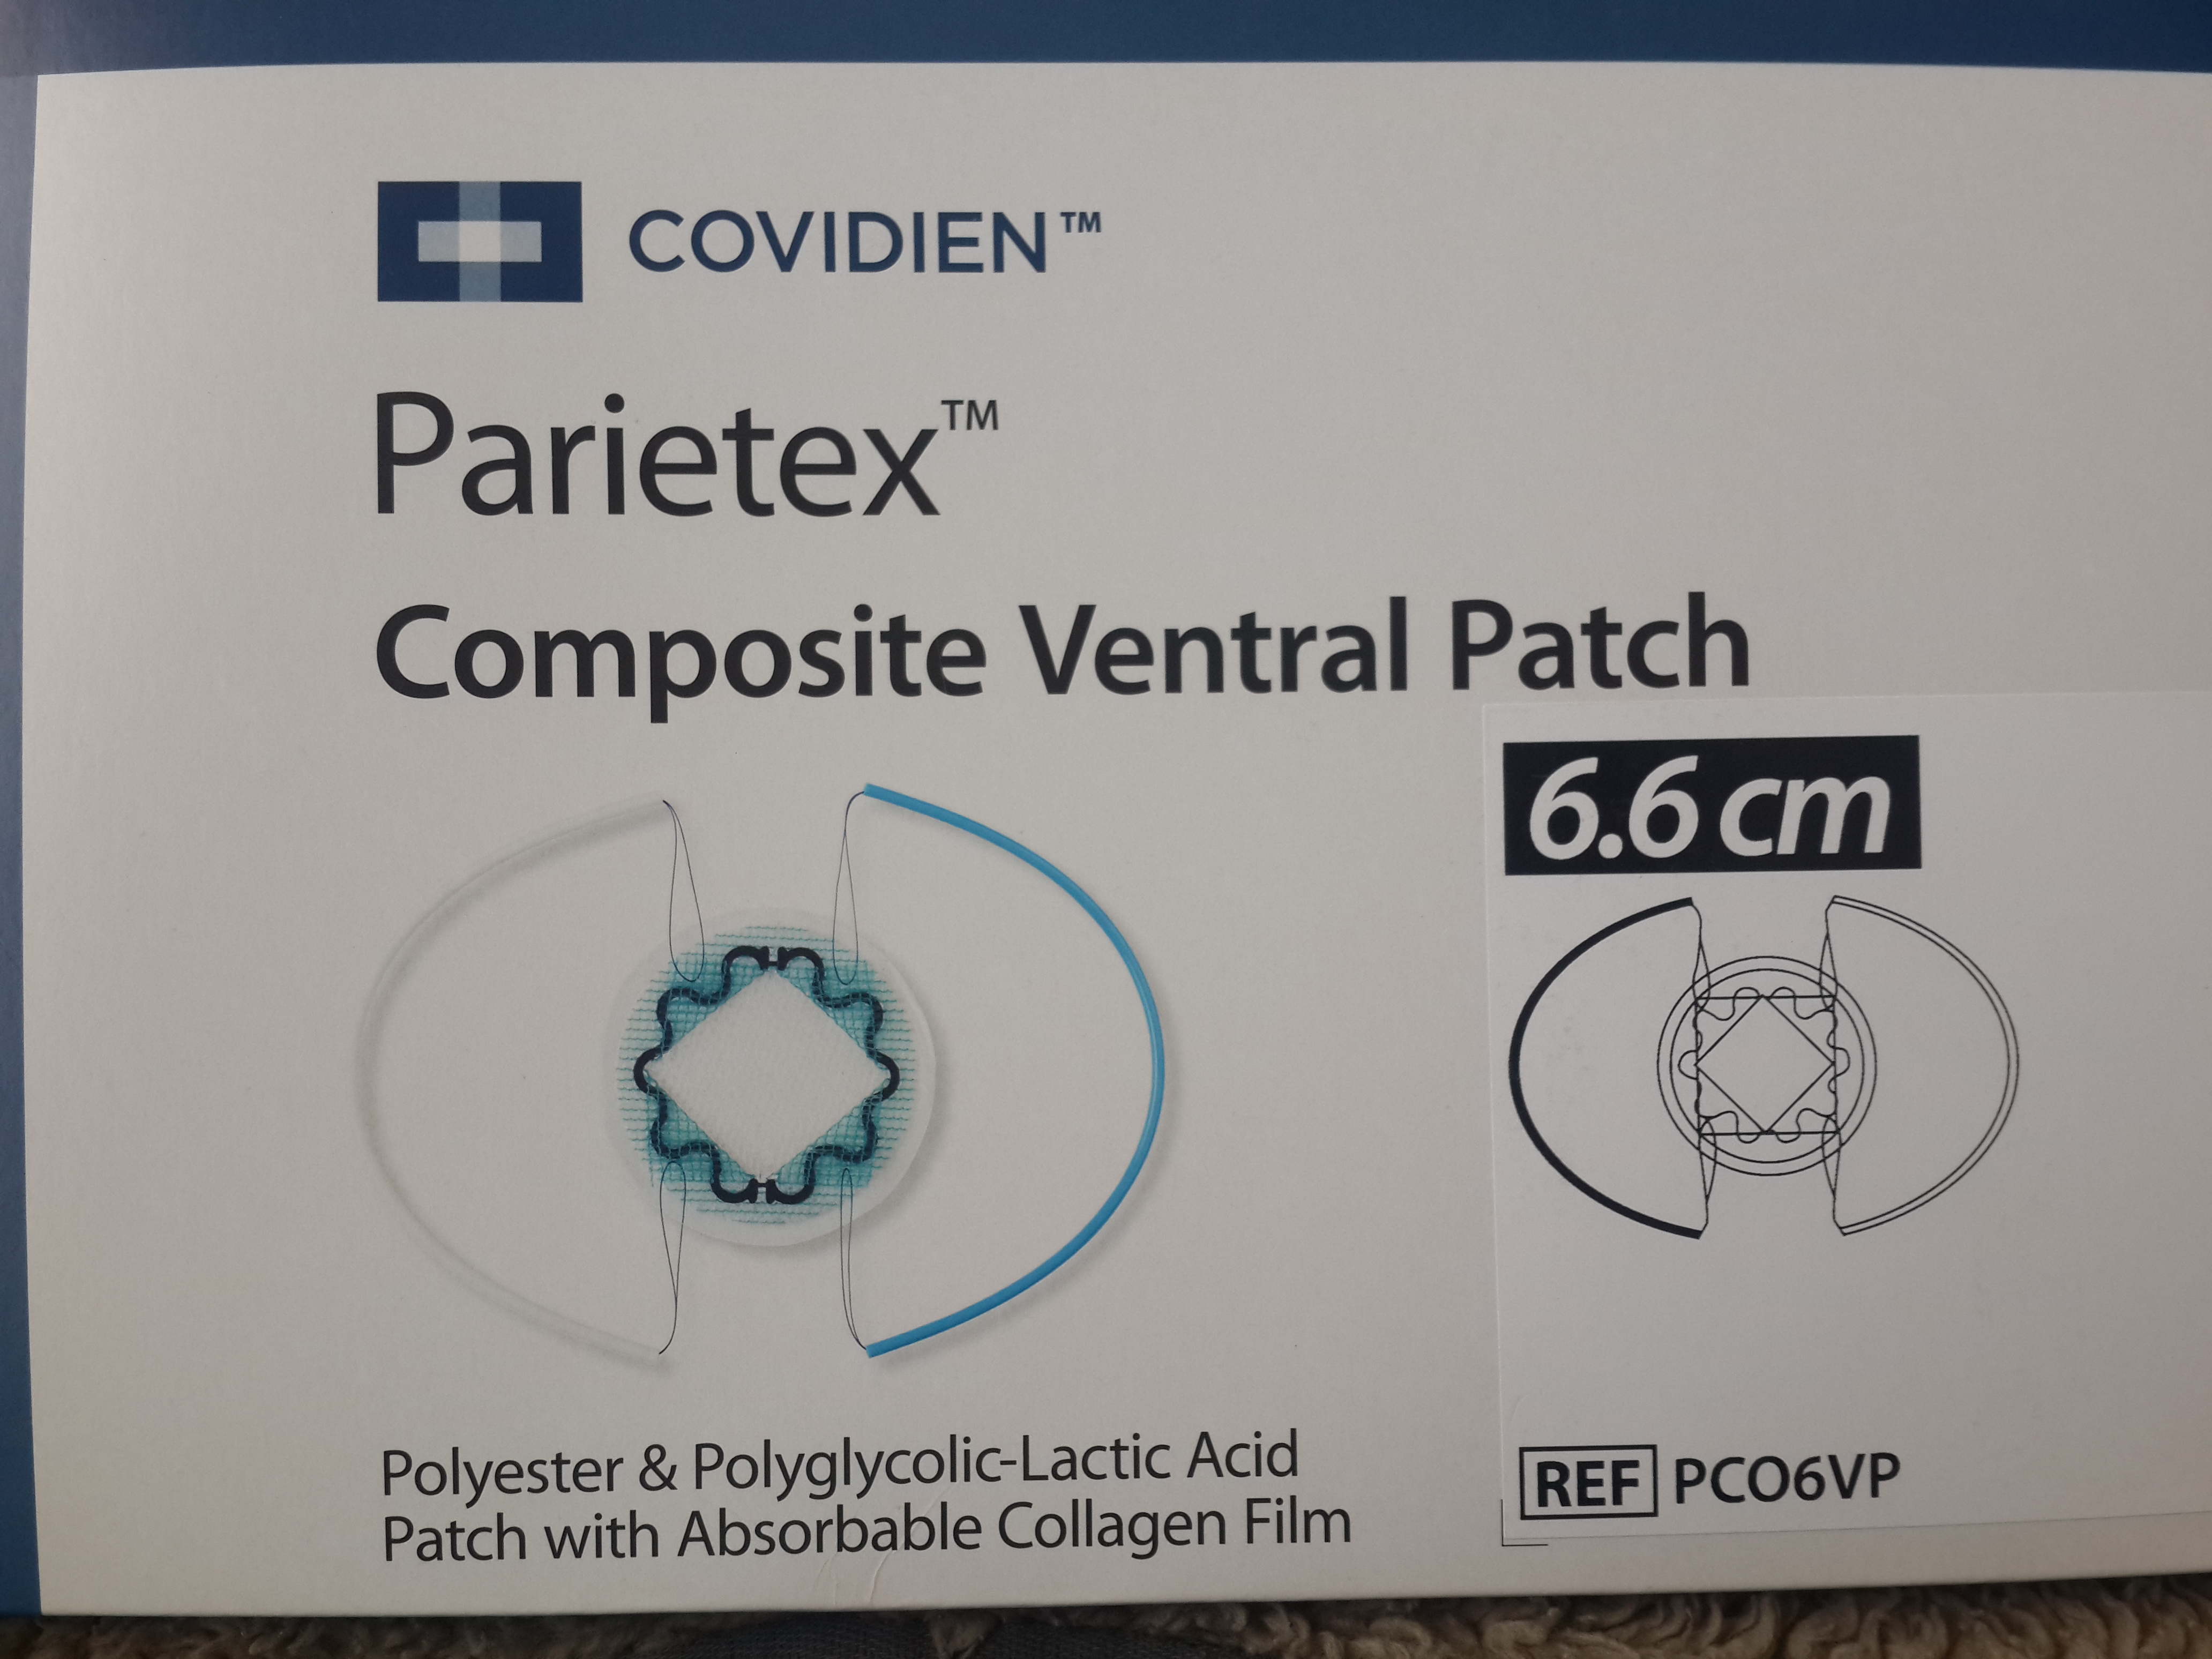 COVIDIEN™
Parietex™
Composite Ventral Patch
6.6 cm
Polyester & Polyglycolic-Lactic Acid
Patch with Absorbable Collagen Film
REF PCO6VP